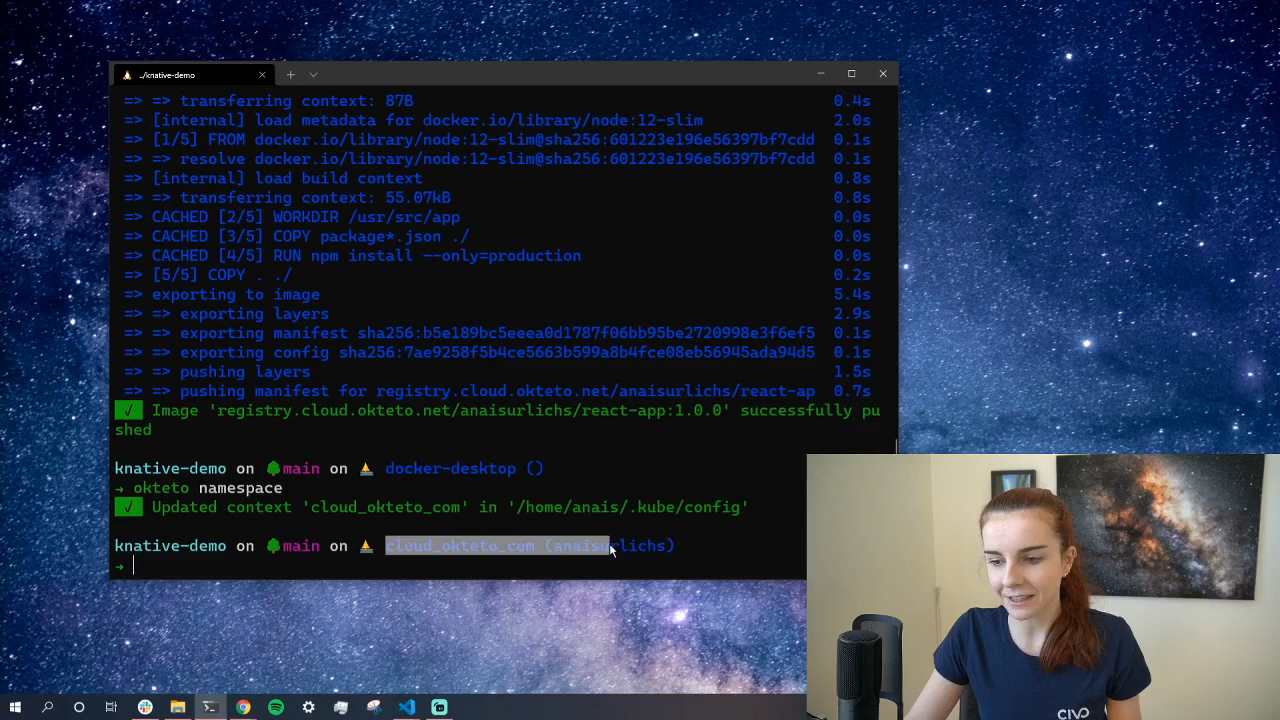 ../knative-demo
=> => transferring context: 87B 0.4s
=> [internal] load metadata for docker.io/library/node:12-slim 2.0s
=> [1/5] FROM docker.io/library/node:12-slim@sha256:601223e196e56397bf7cdd 0.1s
=> => resolve docker.io/library/node:12-slim@sha256:601223e196e56397bf7cdd 0.1s
=> [internal] load build context 0.8s
=> => transferring context: 55.07kB 0.8s
=> CACHED [2/5] WORKDIR /usr/src/app 0.0s
=> CACHED [3/5] COPY package*.json ./ 0.0s
=> CACHED [4/5] RUN npm install --only=production 0.0s
=> [5/5] COPY . ./ 0.2s
=> exporting to image 5.4s
=> => exporting layers 2.9s
=> => exporting manifest sha256:b5e189bc5eeea0d1787f06bb95be2720998e3f6ef5 0.1s
=> => exporting config sha256:7ae9258f5b4ce5663b599a8b4fce08eb56945ada94d5 0.1s
=> => pushing layers 1.5s
=> => pushing manifest for registry.cloud.okteto.net/anaisurlichs/react-ap 0.7s
✓ Image 'registry.cloud.okteto.net/anaisurlichs/react-app:1.0.0' successfully pu
shed
knative-demo on main on docker-desktop ()
→ okteto namespace
✓ Updated context 'cloud_okteto_com' in '/home/anais/.kube/config'
knative-demo on main on cloud_okteto_com (anaisurlichs)
→
CIVO